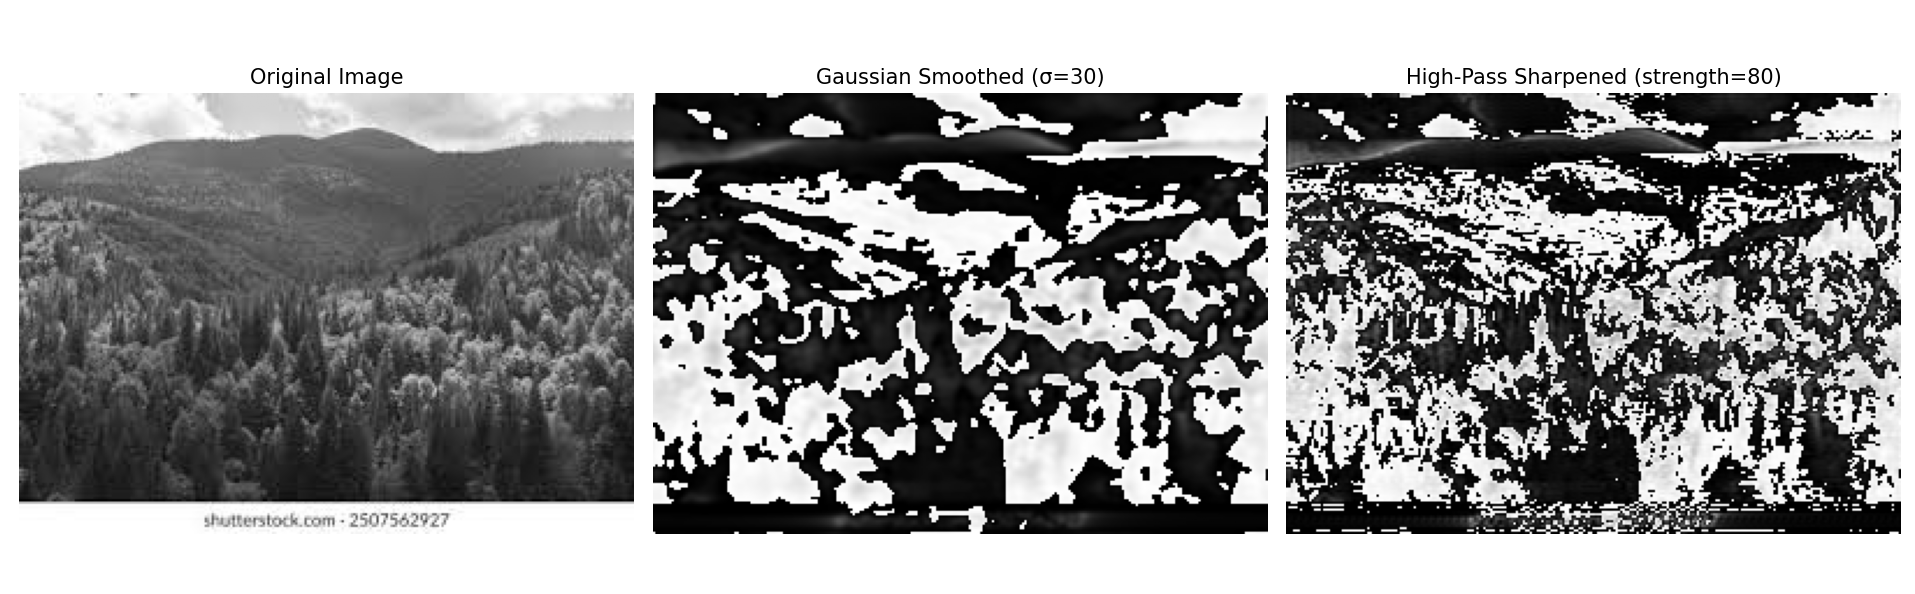 Original Image
Gaussian Smoothed (σ=30)
High-Pass Sharpened (strength=80)
shutterstock.com · 2507562927